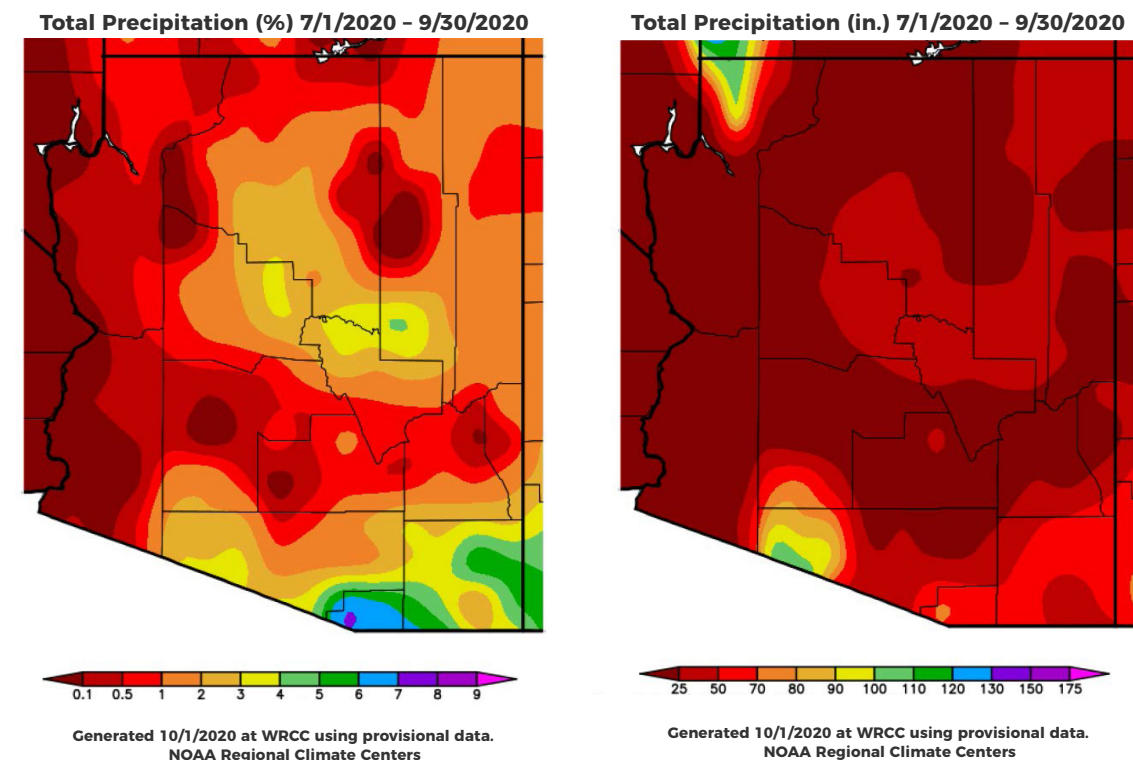 Total Precipitation (%) 7/1/2020 – 9/30/2020
0.1 0.5 1 2 3 4 5 6 7 8 9
Generated 10/1/2020 at WRCC using provisional data.
NOAA Regional Climate Centers
Total Precipitation (in.) 7/1/2020 – 9/30/2020
25 50 70 80 90 100 110 120 130 150 175
Generated 10/1/2020 at WRCC using provisional data.
NOAA Regional Climate Centers